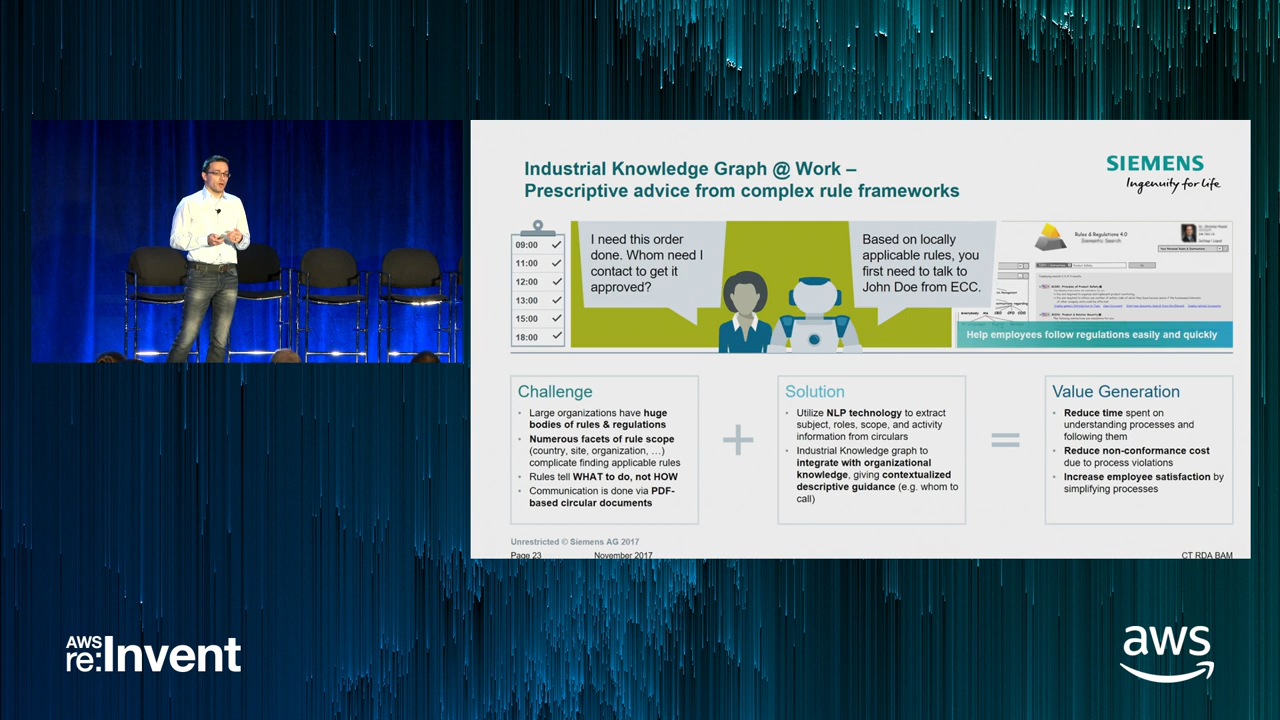 Industrial Knowledge Graph @ Work –
Prescriptive advice from complex rule frameworks
SIEMENS
Ingenuity for life
09:00
11:00
12:00
13:00
15:00
18:00
I need this order
done. Whom need I
contact to get it
approved?
Based on locally
applicable rules, you
first need to talk to
John Doe from ECC.
Rules & Regulations 4.0
Semantic Search
Help employees follow regulations easily and quickly
Challenge
• Large organizations have huge
bodies of rules & regulations
• Numerous facets of rule scope
(country, site, organization, …)
complicate finding applicable rules
• Rules tell WHAT to do, not HOW
• Communication is done via PDF-
based circular documents
+
Solution
• Utilize NLP technology to extract
subject, roles, scope, and activity
information from circulars
• Industrial Knowledge graph to
integrate with organizational
knowledge, giving contextualized
descriptive guidance (e.g. whom to
call)
=
Value Generation
• Reduce time spent on
understanding processes and
following them
• Reduce non-conformance cost
due to process violations
• Increase employee satisfaction by
simplifying processes
Unrestricted © Siemens AG 2017
Page 23 November 2017 CT RDA BAM
AWS
re:Invent
aws